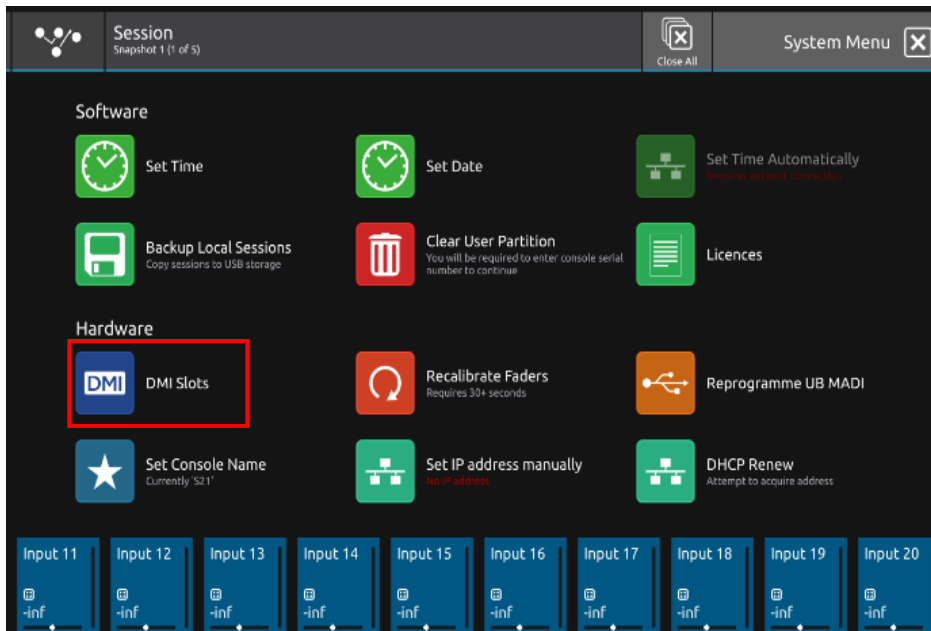 Session
Snapshot 1 (1 of 5)
Close All
System Menu
Software
Set Time
Set Date
Set Time Automatically
Requires network connection
Backup Local Sessions
Copy sessions to USB storage
Clear User Partition
You will be required to enter console serial
number to continue
Licences
Hardware
DMI
DMI Slots
Recalibrate Faders
Requires 30+ seconds
Reprogramme UB MADI
Set Console Name
Currently 'S21'
Set IP address manually
No IP address
DHCP Renew
Attempt to acquire address
Input 11
Input 12
Input 13
Input 14
Input 15
Input 16
Input 17
Input 18
Input 19
Input 20
-inf
-inf
-inf
-inf
-inf
-inf
-inf
-inf
-inf
-inf